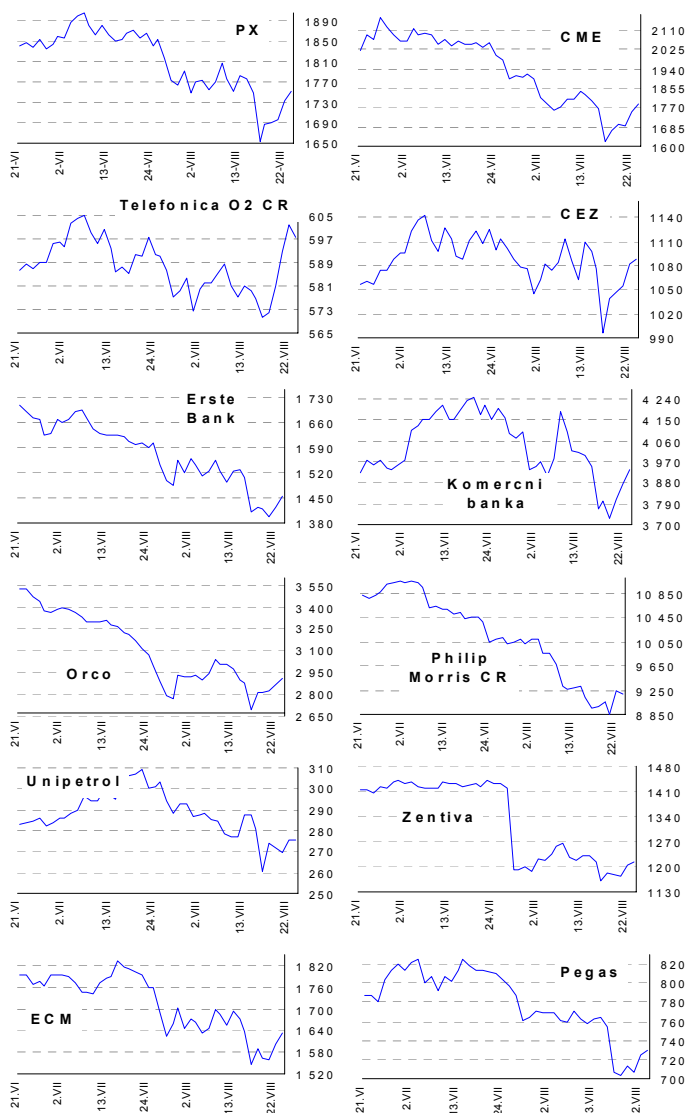 PX
1890
1850
1810
1770
1730
1690
1650
21-VI
2-VII
13-VII
24-VII
2.VIII
13.VIII
22.VIII
CME
2110
2025
1940
1855
1770
1685
1600
21.VI
2.VII
13.VII
24.VII
2.VIII
13.VIII
22.VIII
Telefonica O2 CR
605
597
589
581
573
565
21.VI
2.VII
13.VII
24.VII
2.VIII
13.VIII
22.VIII
CEZ
1140
1110
1080
1050
1020
990
21.VI
2.VII
13.VII
24.VII
2.VIII
13.VIII
22.VIII
Erste
Bank
1 730
1 660
1 590
1 520
1 450
1 380
21.VI
2.VII
13.VII
24.VII
2.VIII
13.VIII
22.VIII
Komercni
banka
4 240
4 150
4 060
3 970
3 880
3 790
3 700
21.VI
2.VII
13.VII
24.VII
2.VIII
13.VIII
22.VIII
Orco
3 550
3 400
3 250
3 100
2 950
2 800
2 650
21.VI
2.VII
13.VII
24.VII
2.VIII
13.VIII
22.VIII
Philip
Morris CR
10 850
10 450
10 050
9 650
9 250
8 850
21.VI
2.VII
13.VII
24.VII
2.VIII
13.VIII
22.VIII
Unipetrol
310
300
290
280
270
260
250
21.VI
2.VII
13.VII
24.VII
2.VIII
13.VIII
22.VIII
Zentiva
1480
1410
1340
1270
1200
1130
21.VI
2.VII
13.VII
24.VII
2.VIII
13.VIII
22.VIII
ECM
1 820
1 760
1 700
1 640
1 580
1 520
21.VI
2.VII
13.VII
24.VII
2.VIII
13.VIII
22.VIII
Pegas
820
800
780
760
740
720
700
21.VI
2.VII
13.VII
24.VII
2.VIII
3.VIII
2.VIII